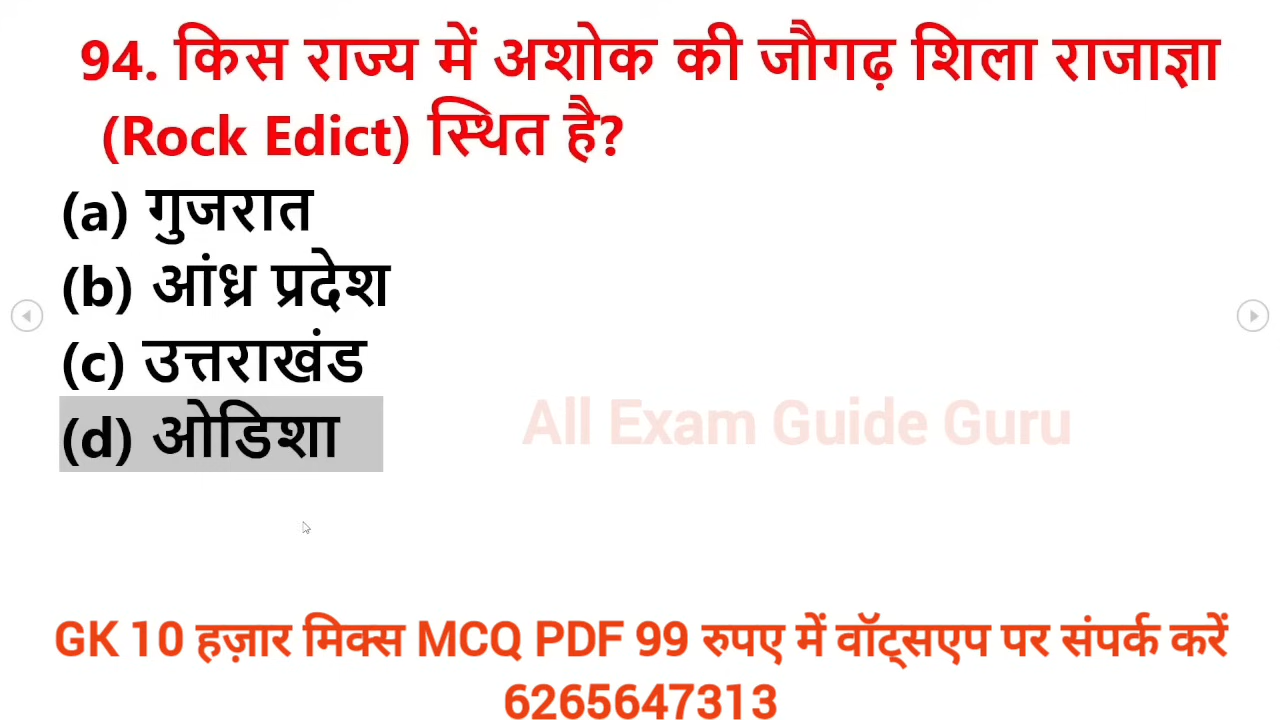 94. किस राज्य में अशोक की जौगढ़ शिला राजाज्ञा
(Rock Edict) स्थित है?
(a) गुजरात
(b) आंध्र प्रदेश
(c) उत्तराखंड
(d) ओडिशा
All Exam Guide Guru
GK 10 हज़ार मिक्स MCQ PDF 99 रुपए में वॉट्सएप पर संपर्क करें
6265647313